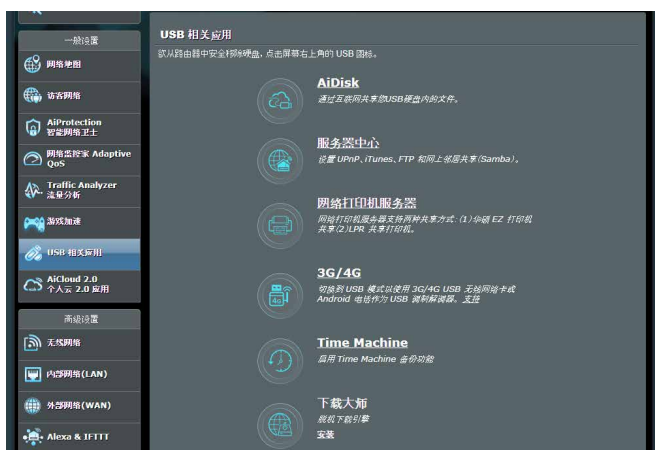 一般设置
网络地图
访客网络
AiProtection
智能网络卫士
网络监控家 Adaptive
QoS
Traffic Analyzer
流量分析
游戏加速
USB 相关应用
AiCloud 2.0
个人云 2.0 应用
高级设置
无线网络
内部网络(LAN)
外部网络(WAN)
Alexa & IFTTT
USB 相关应用
欲从路由器中安全移除硬盘，点击屏幕右上角的 USB 图标。
AiDisk
通过互联网共享您USB硬盘内的文件。
服务器中心
设置 UPnP、iTunes、FTP 和网上邻居共享(Samba)。
网络打印机服务器
网络打印机服务器支持两种共享方式：(1)华硕 EZ 打印机
共享(2)LPR 共享打印机。
3G/4G
切换到 USB 模式以使用 3G/4G USB 无线网络卡或
Android 电话作为 USB 调制解调器。支持
Time Machine
启用 Time Machine 备份功能
下载大师
脱机下载引擎
安装